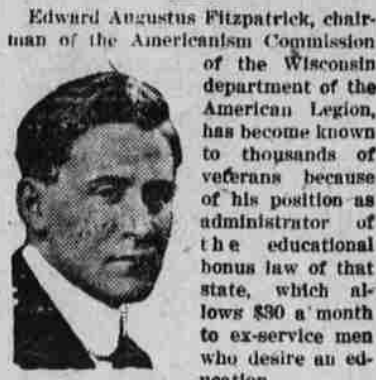 Edward Augustus Fitzpatrick, chair-
man of the Americanism Commission
of the Wisconsin
department of the
American Legion,
has become known
to thousands of
veterans because
of his position as
administrator of
the educational
bonus law of that
state, which al-
lows $30 a month
to ex-service men
who desire an ed-
ucation